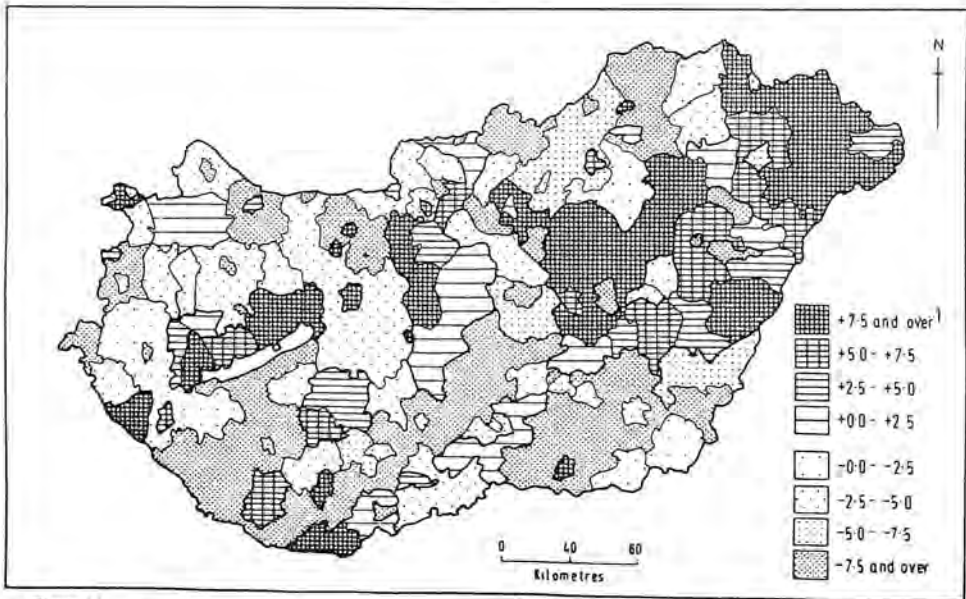 N
+7·5 and over¹
+5·0 – +7·5
+2·5 – +5·0
+0·0 – +2·5
-0·0 – -2·5
-2·5 – -5·0
-5·0 – -7·5
-7·5 and over
0 40 60
Kilometres